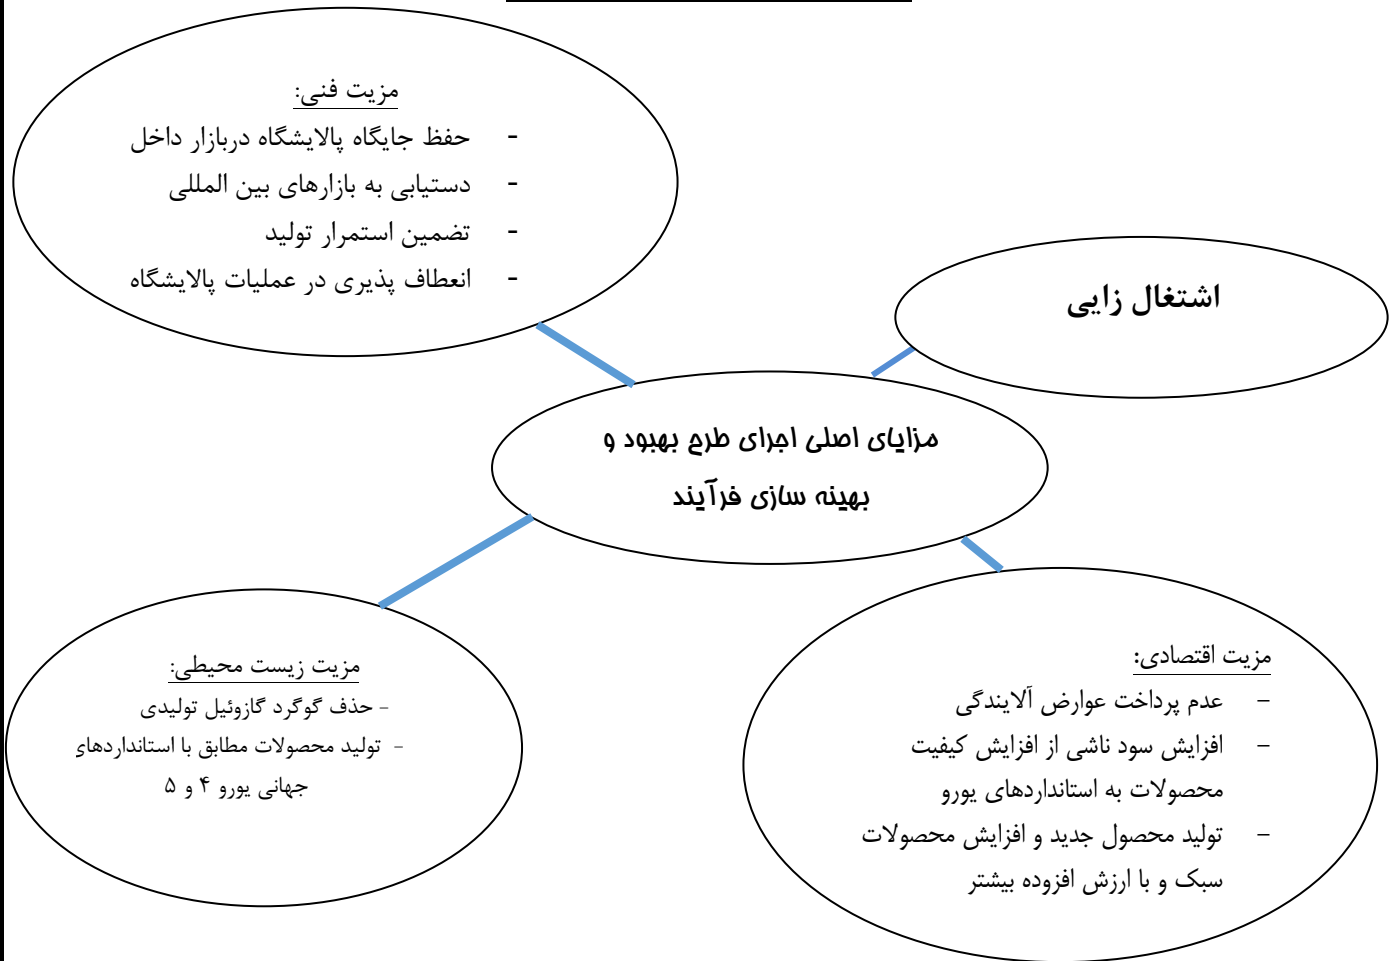 مزیت فنی:
- حفظ جایگاه پالایشگاه دربازار داخل
- دستیابی به بازارهای بین المللی
- تضمین استمرار تولید
- انعطاف پذیری در عملیات پالایشگاه
اشتغال زایی
مزایای اصلی اجرای طرح بهبود و
بهینه سازی فرآیند
مزیت اقتصادی:
– عدم پرداخت عوارض آلایندگی
– افزایش سود ناشی از افزایش کیفیت
محصولات به استانداردهای یورو
– تولید محصول جدید و افزایش محصولات
سبک و با ارزش افزوده بیشتر
مزیت زیست محیطی:
- حذف گوگرد گازوئیل تولیدی
- تولید محصولات مطابق با استانداردهای
جهانی یورو ۴ و ۵